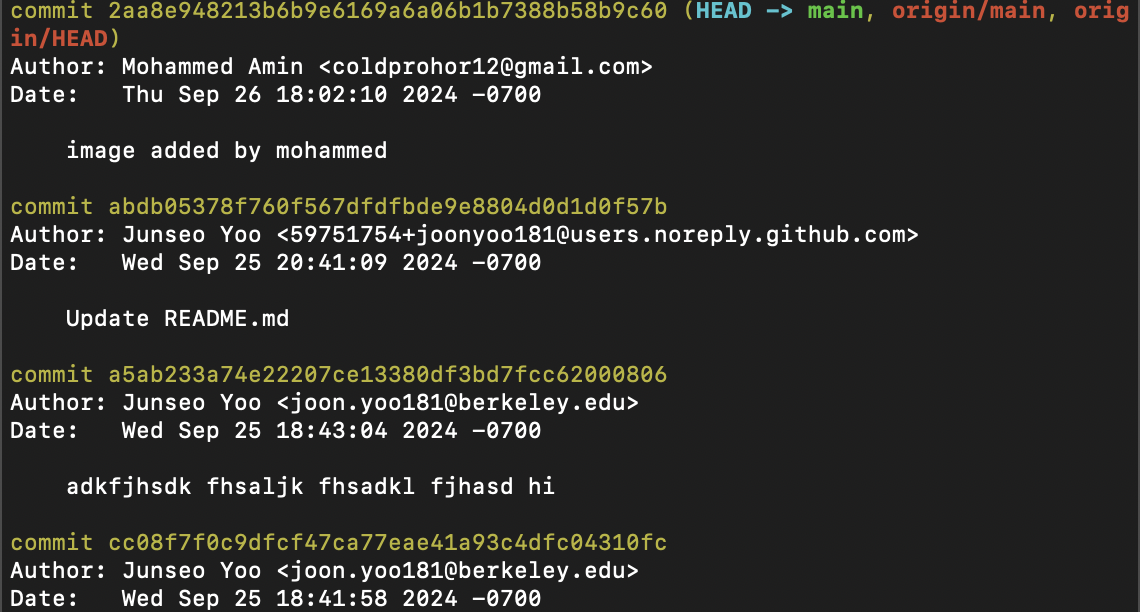 commit 2aa8e948213b6b9e6169a6a06b1b7388b58b9c60 (HEAD -> main, origin/main, orig
in/HEAD)
Author: Mohammed Amin <coldprohor12@gmail.com>
Date:   Thu Sep 26 18:02:10 2024 -0700
    image added by mohammed
commit abdb05378f760f567dfdfbde9e8804d0d1d0f57b
Author: Junseo Yoo <59751754+joonyoo181@users.noreply.github.com>
Date:   Wed Sep 25 20:41:09 2024 -0700
    Update README.md
commit a5ab233a74e22207ce13380df3bd7fcc62000806
Author: Junseo Yoo <joon.yoo181@berkeley.edu>
Date:   Wed Sep 25 18:43:04 2024 -0700
    adkfjhsdk fhsaljk fhsadkl fjhasd hi
commit cc08f7f0c9dfcf47ca77eae41a93c4dfc04310fc
Author: Junseo Yoo <joon.yoo181@berkeley.edu>
Date:   Wed Sep 25 18:41:58 2024 -0700